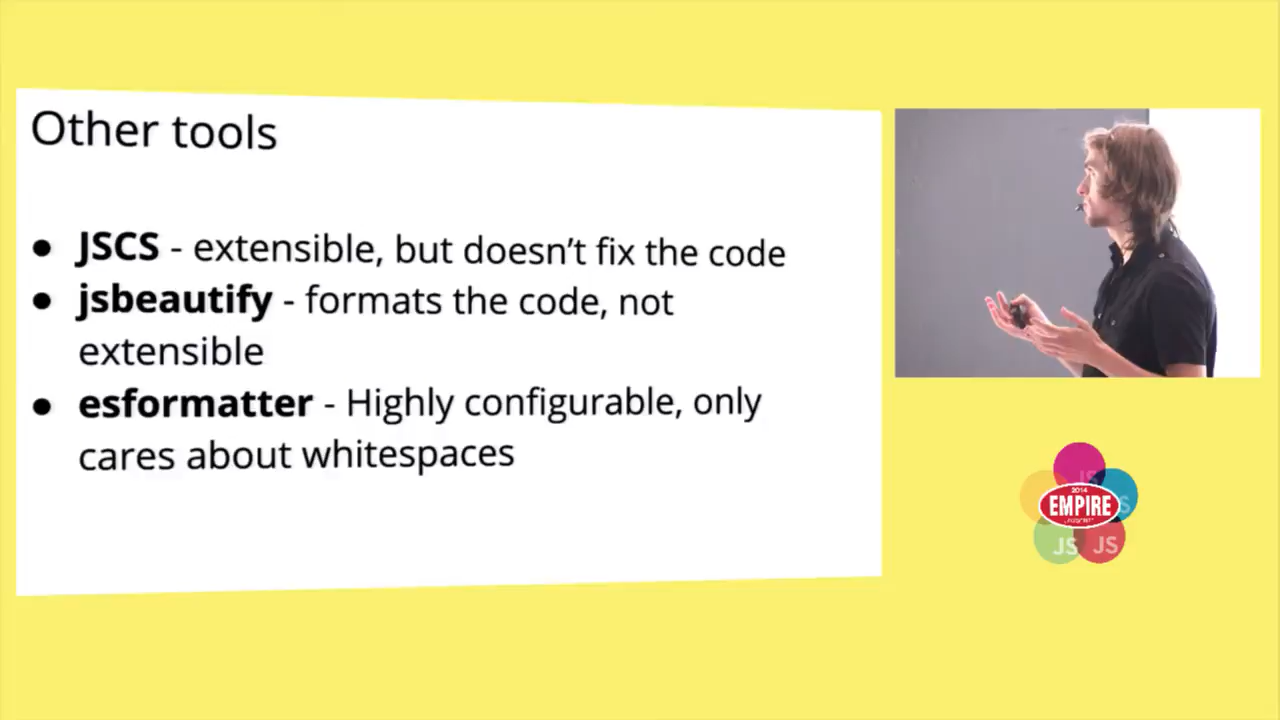 Other tools
● JSCS - extensible, but doesn't fix the code
● jsbeautify - formats the code, not
extensible
● esformatter - Highly configurable, only
cares about whitespaces
JS
JS
2014
EMPIRE
JS JS